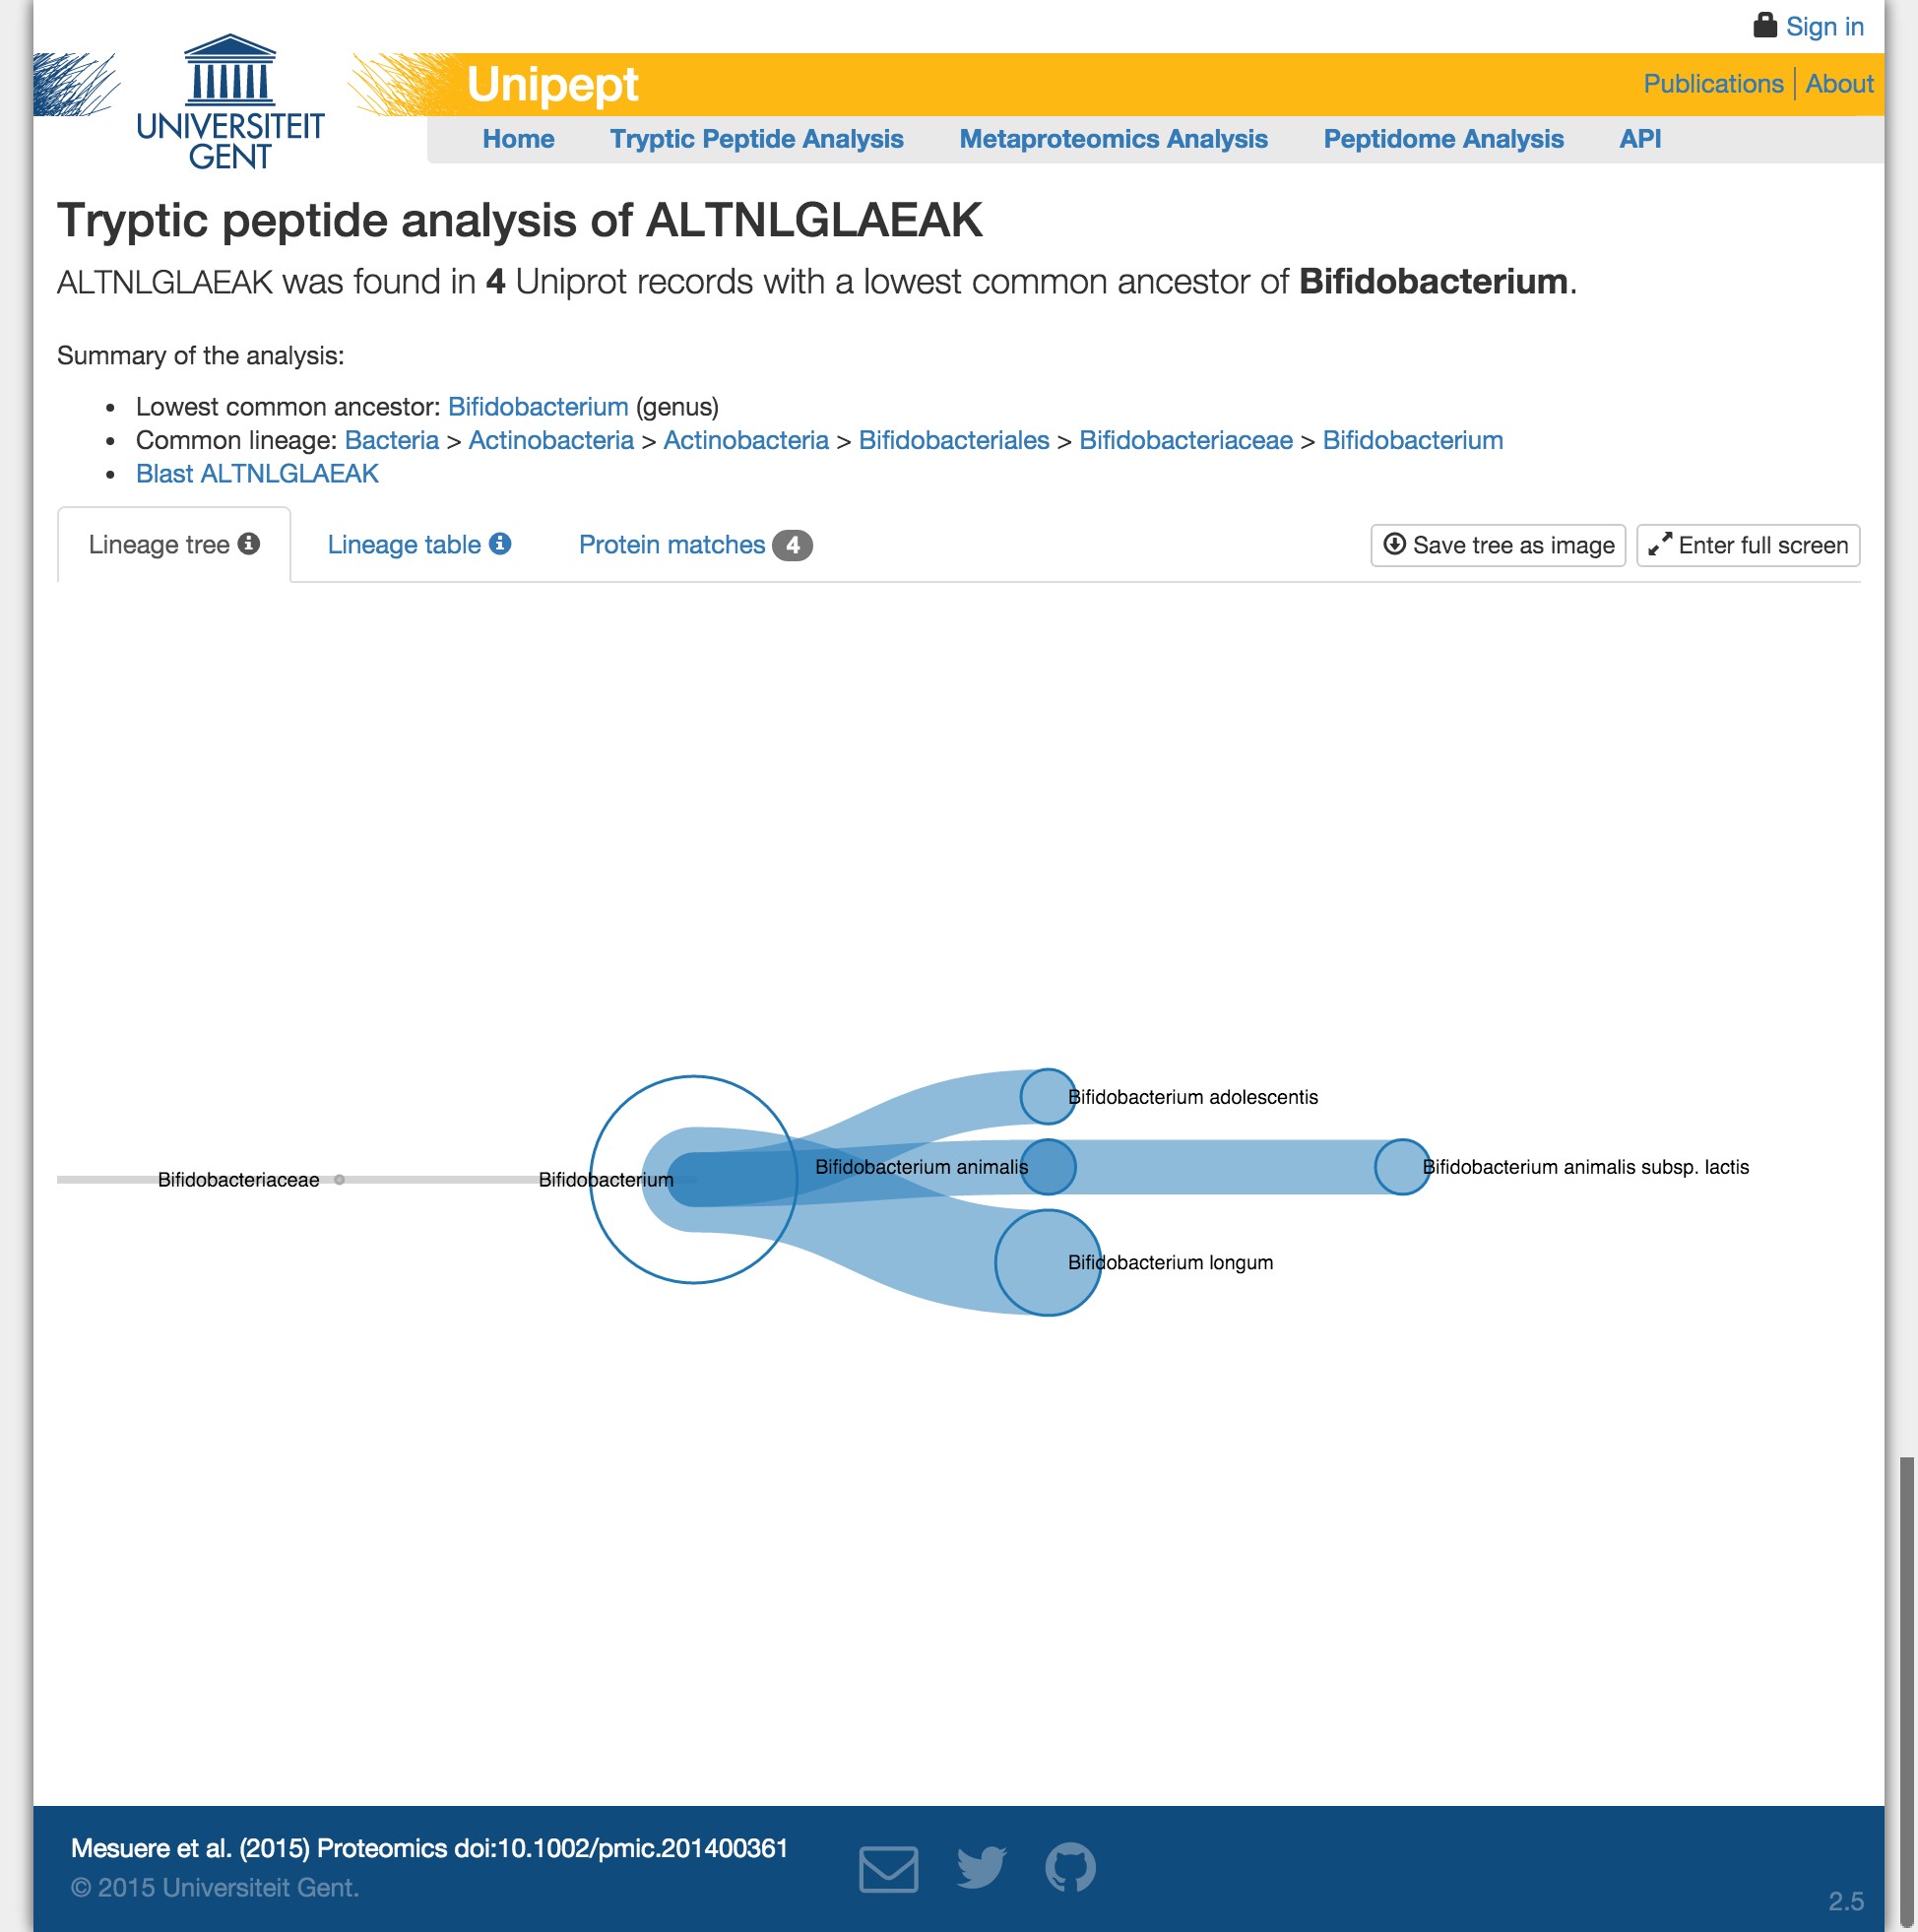 Sign in
UNIVERSITEIT
GENT
Unipept
Publications
About
Home
Tryptic Peptide Analysis
Metaproteomics Analysis
Peptidome Analysis
API
Tryptic peptide analysis of ALTNLGLAEAK
ALTNLGLAEAK was found in 4 Uniprot records with a lowest common ancestor of Bifidobacterium.
Summary of the analysis:
• Lowest common ancestor: Bifidobacterium (genus)
• Common lineage: Bacteria > Actinobacteria > Actinobacteria > Bifidobacteriales > Bifidobacteriaceae > Bifidobacterium
• Blast ALTNLGLAEAK
Lineage tree
Lineage table
Protein matches 4
Save tree as image
Enter full screen
Bifidobacterium adolescentis
Bifidobacterium animalis
Bifidobacterium animalis subsp. lactis
Bifidobacteriaceae
Bifidobacterium
Bifidobacterium longum
Mesuere et al. (2015) Proteomics doi:10.1002/pmic.201400361
© 2015 Universiteit Gent.
2.5